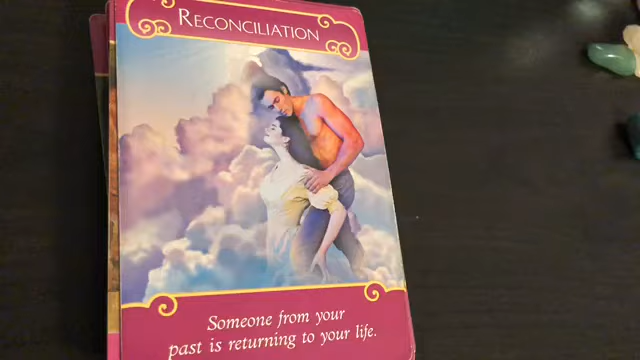 RECONCILIATION
Someone from your
past is returning to your life.